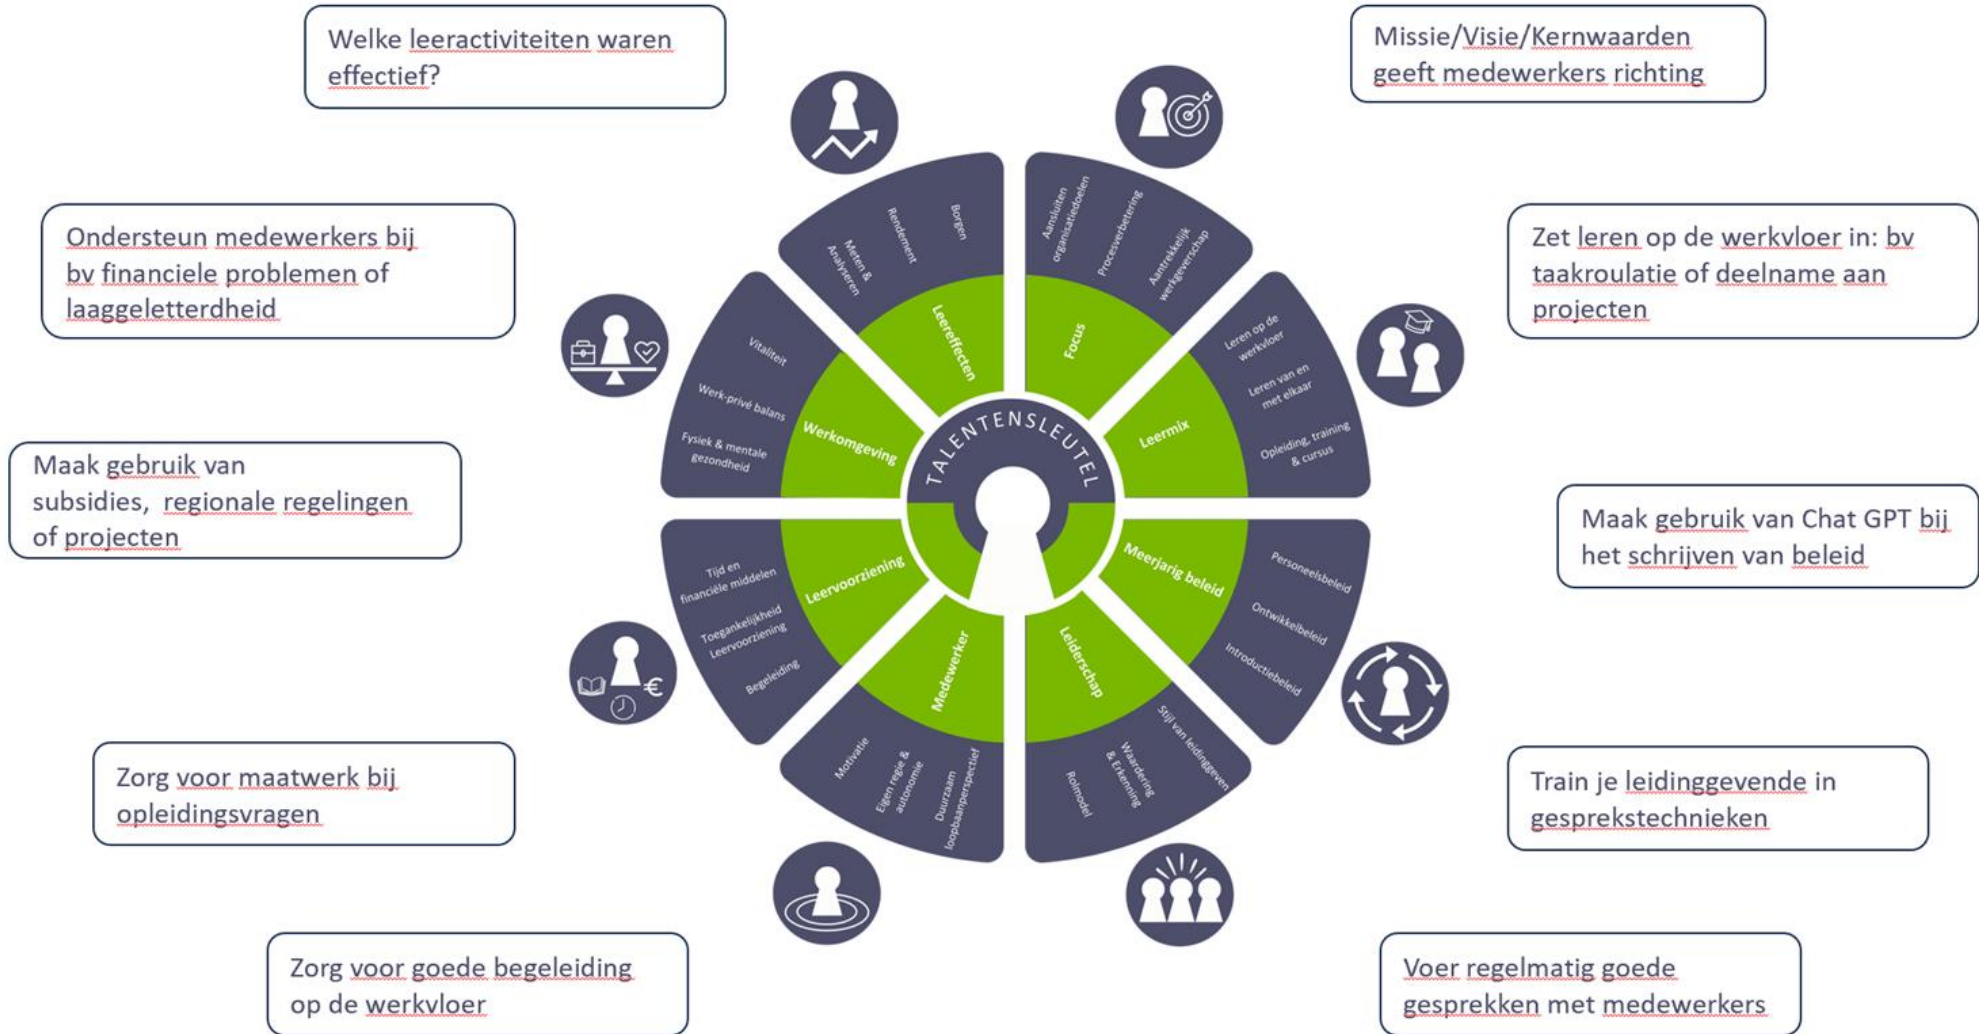 Welke leeractiviteiten waren
effectief?
Missie/Visie/Kernwaarden
geeft medewerkers richting
Ondersteun medewerkers bij
bv financiele problemen of
laaggeletterdheid
Zet leren op de werkvloer in: bv
taakroulatie of deelname aan
projecten
Maak gebruik van
subsidies, regionale regelingen
of projecten
Maak gebruik van Chat GPT bij
het schrijven van beleid
Zorg voor maatwerk bij
opleidingsvragen
Train je leidinggevende in
gesprekstechnieken
Zorg voor goede begeleiding
op de werkvloer
Voer regelmatig goede
gesprekken met medewerkers
TALENTENSLEUTEL
Focus
Aansluiten
organisatiedoelen
Procesverbetering
Aantrekkelijk
werkgeverschap
Leermix
Leren op de
werkvloer
Leren van en
met elkaar
Opleiding, training
& cursus
Meerjarig beleid
Personeelsbeleid
Ontwikkelbeleid
Introductiebeleid
Leiderschap
Stijl van leidinggeven
Waardering
& Erkenning
Rolmodel
Medewerker
Duurzaam
loopbaanperspectief
Eigen regie &
autonomie
Motivatie
Leervoorziening
Begeleiding
Toegankelijkheid
Leervoorziening
Tijd en
financiële middelen
Werkomgeving
Fysiek & mentale
gezondheid
Werk-privé balans
Vitaliteit
Leereffecten
Meten &
Analyseren
Rendement
Borgen
€